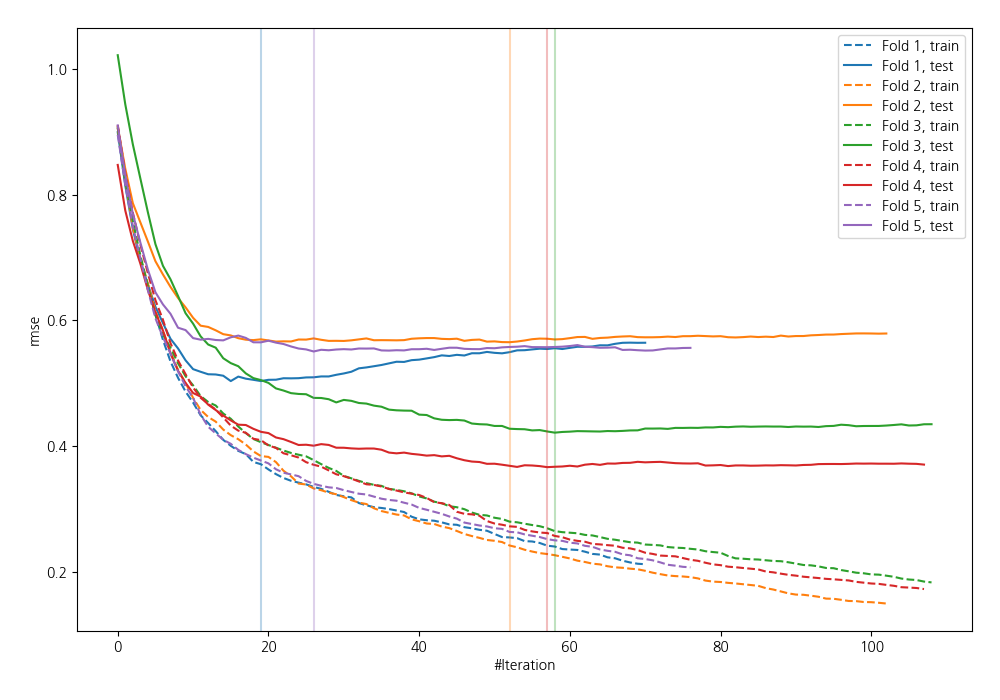 Fold 1, train
Fold 1, test
Fold 2, train
Fold 2, test
Fold 3, train
Fold 3, test
Fold 4, train
Fold 4, test
Fold 5, train
Fold 5, test
1.0
0.8
0.6
0.4
0.2
rmse
0 20 40 60 80 100
#Iteration